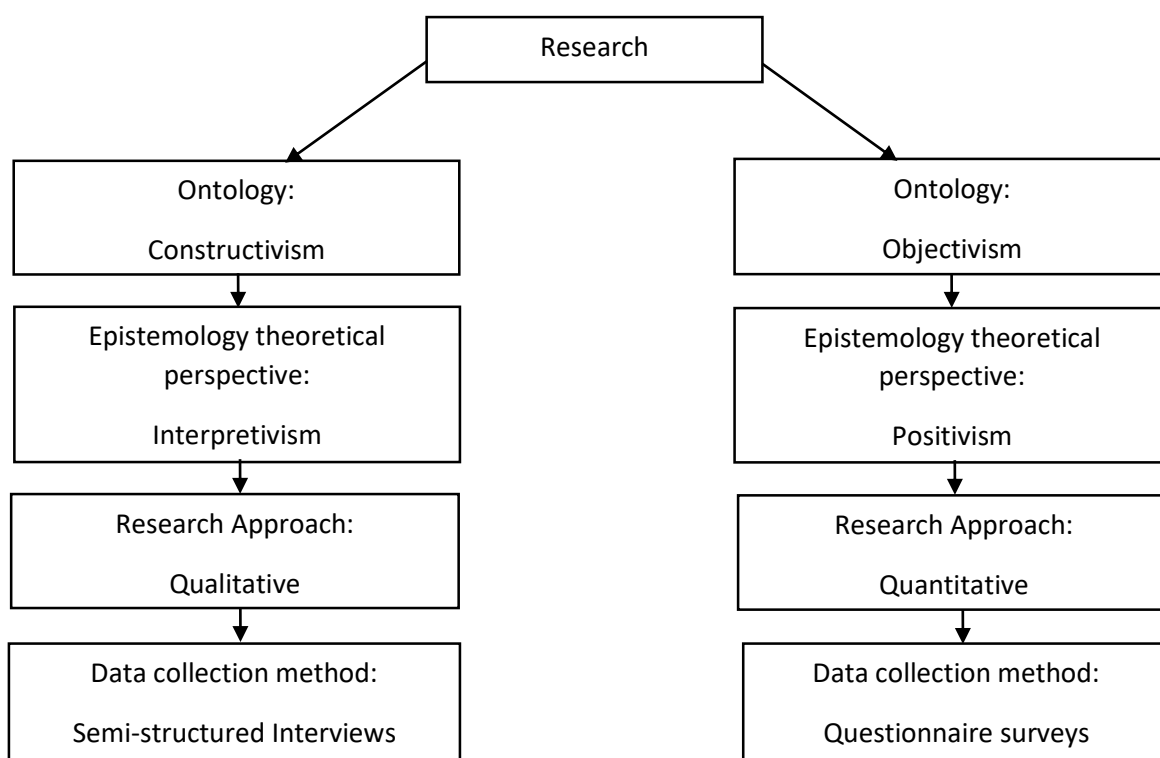 Research
Ontology:
Constructivism
Epistemology theoretical
perspective:
Interpretivism
Research Approach:
Qualitative
Data collection method:
Semi-structured Interviews
Ontology:
Objectivism
Epistemology theoretical
perspective:
Positivism
Research Approach:
Quantitative
Data collection method:
Questionnaire surveys